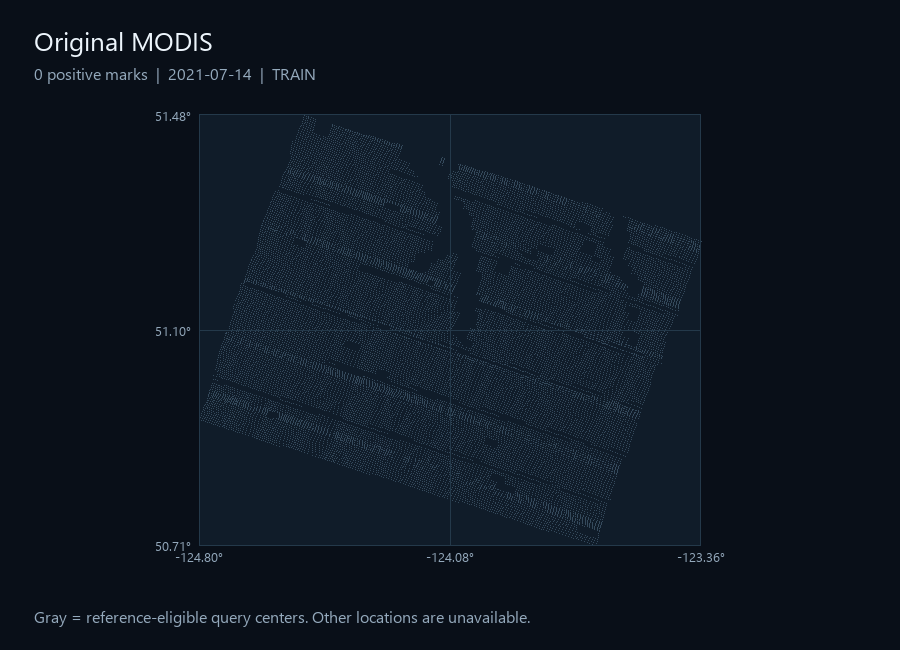 Original MODIS
0 positive marks | 2021-07-14 | TRAIN
51.48°
51.10°
50.71°
-124.80°
-124.08°
-123.36°
Gray = reference-eligible query centers. Other locations are unavailable.